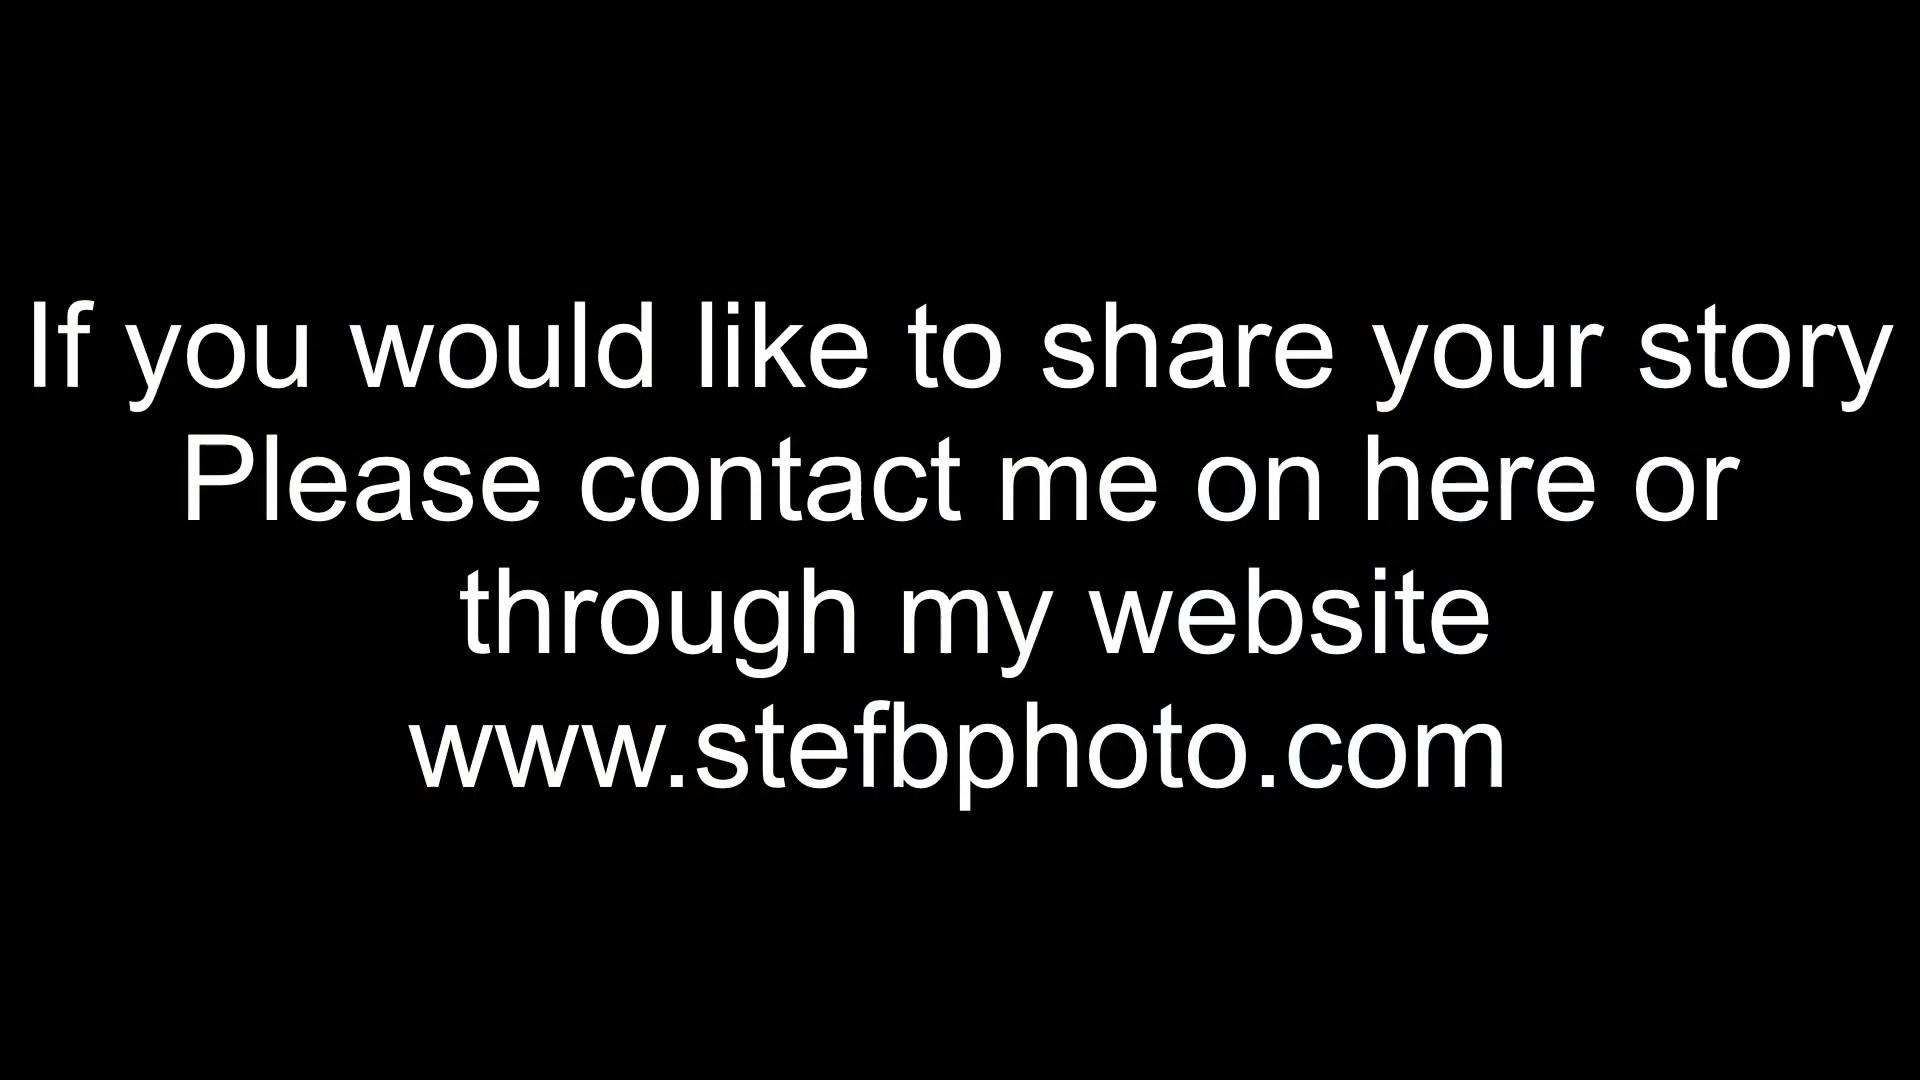 If you would like to share your story
Please contact me on here or
through my website
www.stefbphoto.com